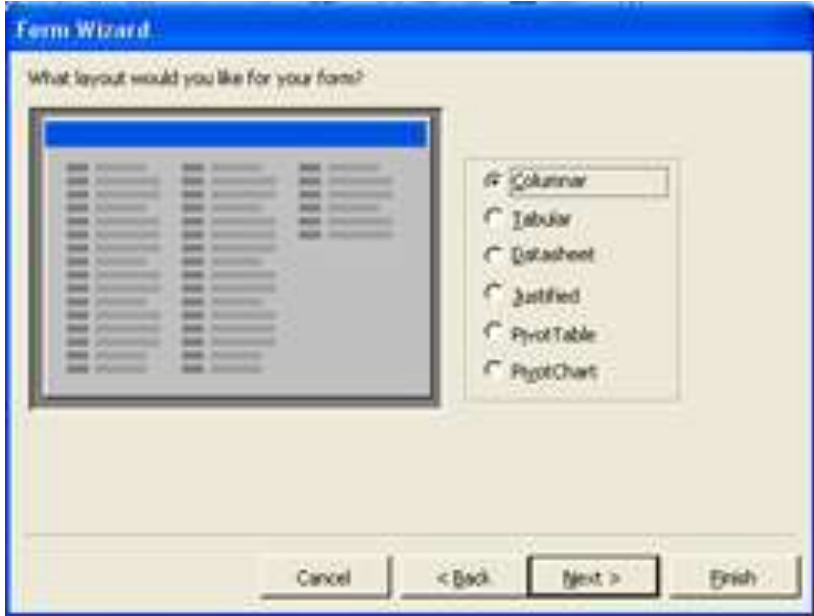 Form Wizard
What layout would you like for your form?
Columnar
Tabular
Datasheet
Justified
PivotTable
PivotChart
Cancel
< Back
Next >
Finish